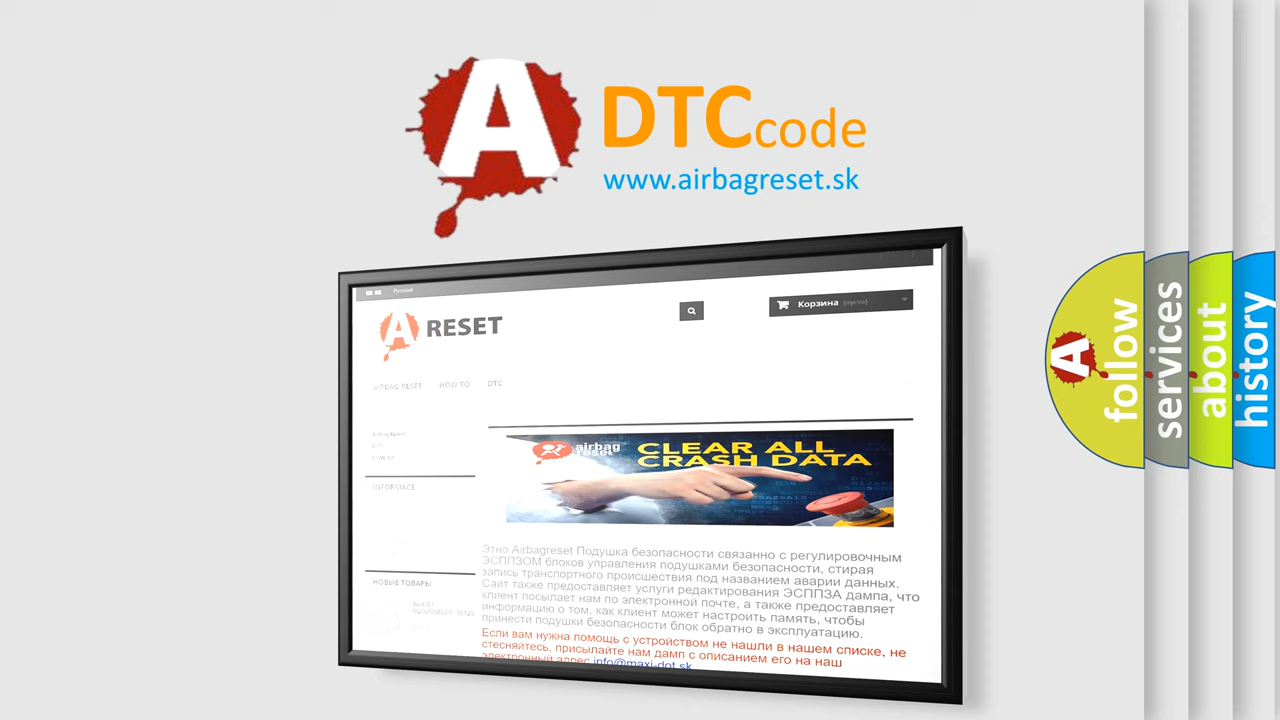 A
DTC code
www.airbagreset.sk
Русский
A RESET
Корзина (пусто)
AIRBAG RESET HOW TO DTC
INFORMACE
НОВЫЕ ТОВАРЫ
airbag
reset
CLEAR ALL
CRASH DATA
Этно Airbagreset Подушка безопасности связанно с регулировочным
ЭСППЗОМ блоков управления подушками безопасности, стирая
запись транспортного происшествия под названием аварии данных.
Сайт также предоставляет услуги редактирования ЭСППЗА дампа, что
клиент посылает нам по электронной почте, а также предоставляет
информацию о том, как клиент может настроить память, чтобы
принести подушки безопасности блок обратно в эксплуатацию.
Если вам нужна помощь с устройством не нашли в нашем списке, не
стесняйтесь, присылайте нам дамп с описанием его на наш
электронный адрес info@maxi-dot.sk
A
follow
services
about
history